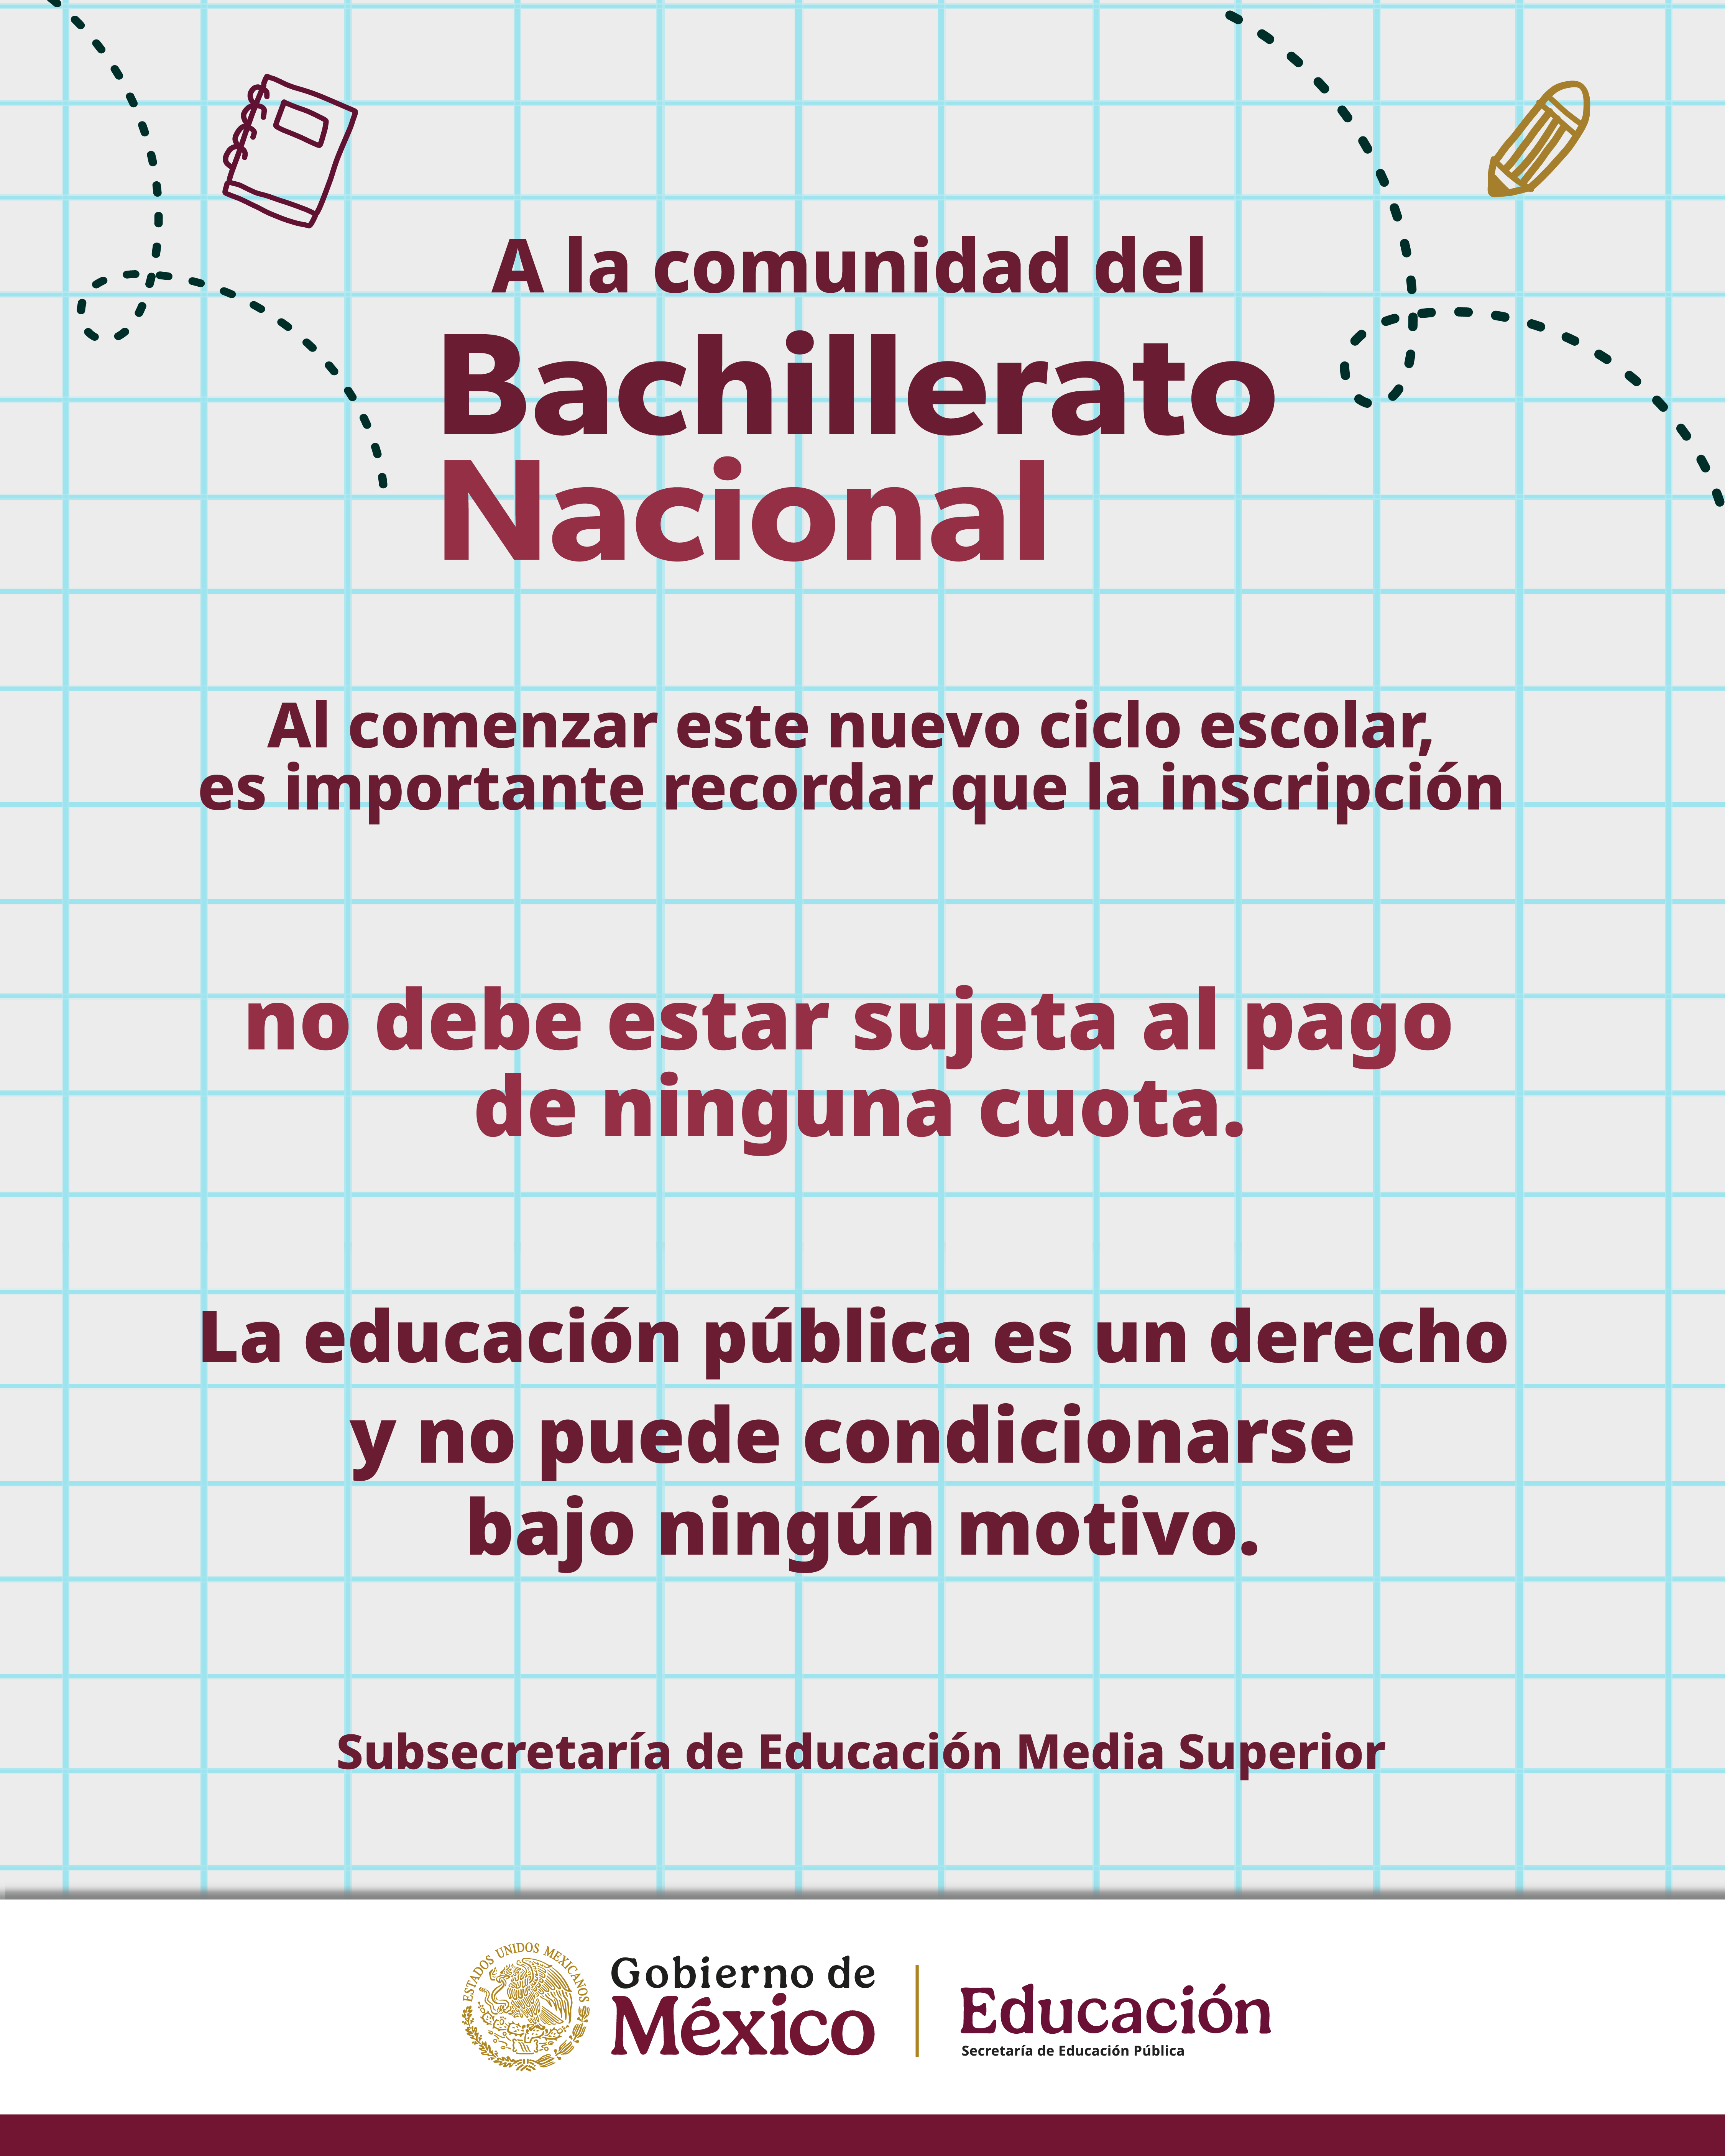 A la comunidad del
Bachillerato
Nacional
Al comenzar este nuevo ciclo escolar,
es importante recordar que la inscripción
no debe estar sujeta al pago
de ninguna cuota.
La educación pública es un derecho
y no puede condicionarse
bajo ningún motivo.
Subsecretaría de Educación Media Superior
ESTADOS UNIDOS MEXICANOS
Gobierno de
México
Educación
Secretaría de Educación Pública